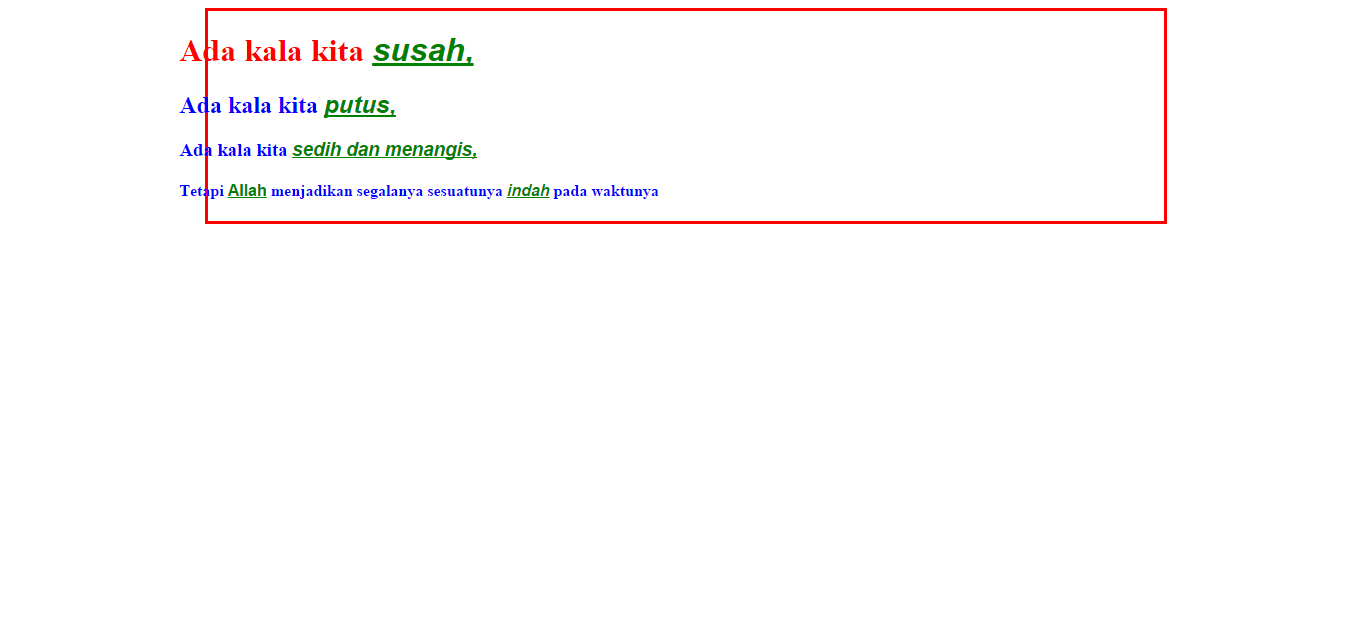 Ada kala kita susah,
Ada kala kita putus,
Ada kala kita sedih dan menangis,
Tetapi Allah menjadikan segalanya sesuatunya indah pada waktunya